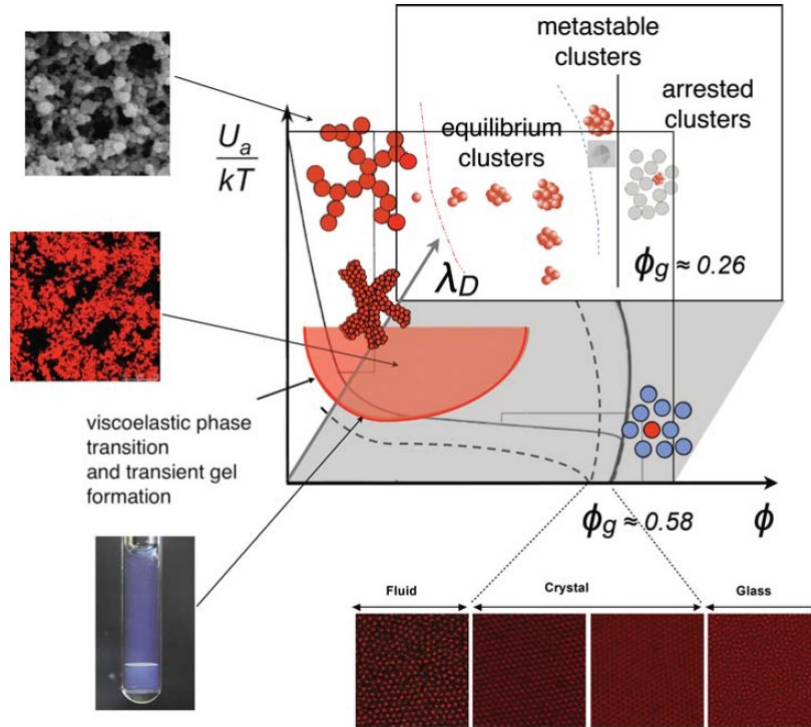 metastable
clusters
arrested
clusters
equilibrium
clusters
U_a
kT
λ_D
ϕ_g ≈ 0.26
viscoelastic phase
transition
and transient gel
formation
ϕ_g ≈ 0.58
ϕ
Fluid
Crystal
Glass